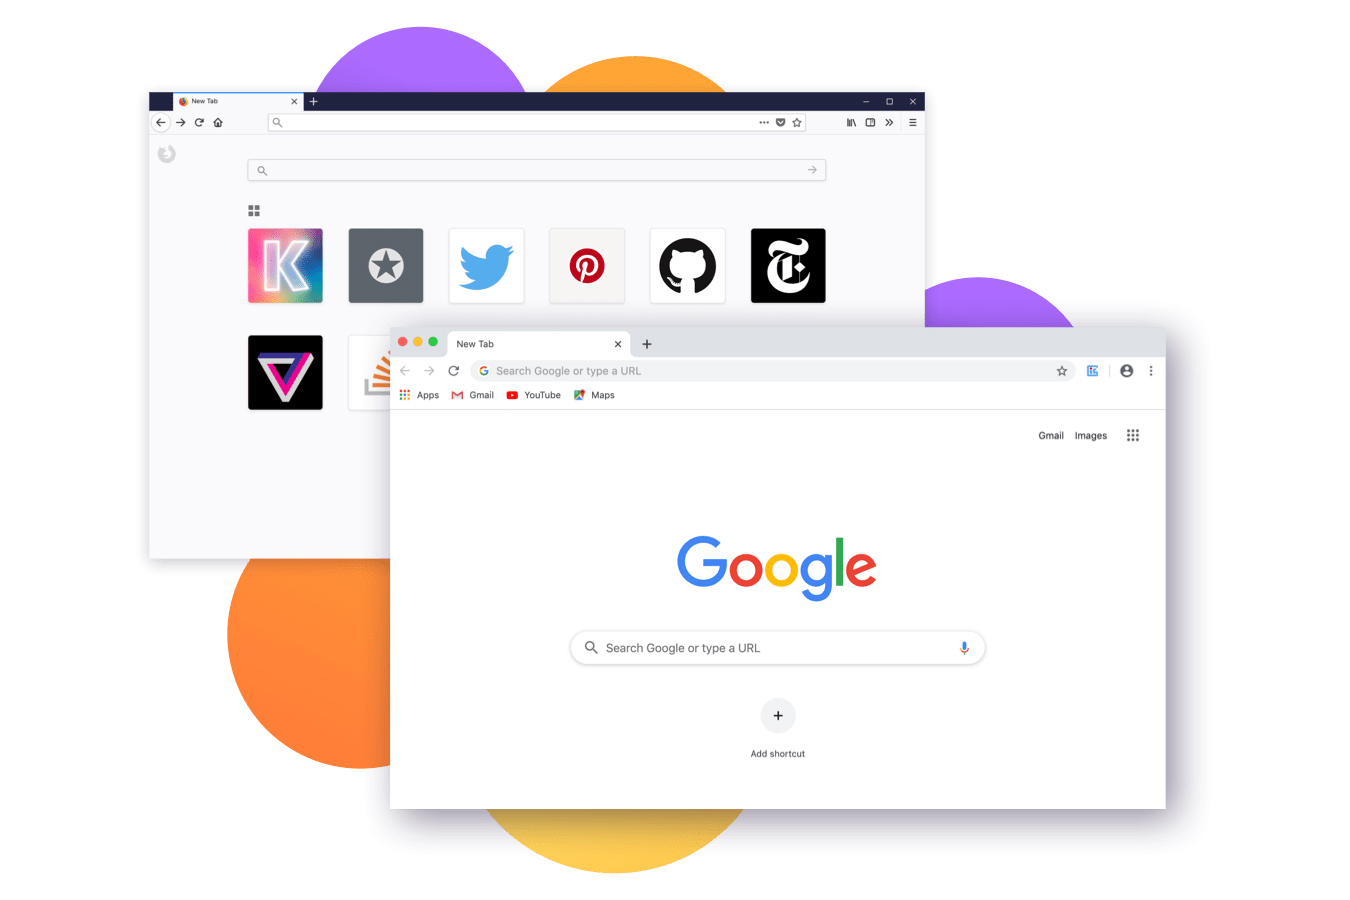 New Tab
K
New Tab
Search Google or type a URL
Apps Gmail YouTube Maps
Gmail Images
Google
Search Google or type a URL
Add shortcut